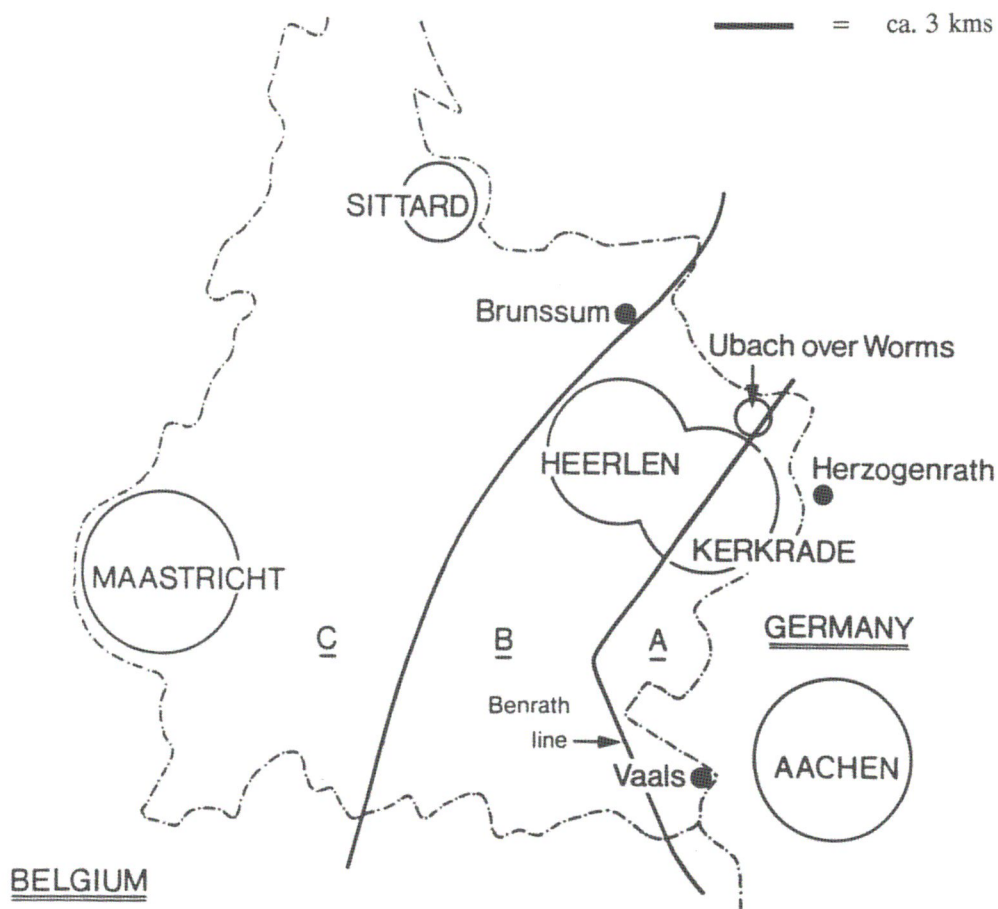 = ca. 3 kms
SITTARD
Brunssum
Ubach over Worms
HEERLEN
Herzogenrath
KERKRADE
MAASTRICHT
C
B
A
GERMANY
Benrath
line
Vaals
AACHEN
BELGIUM